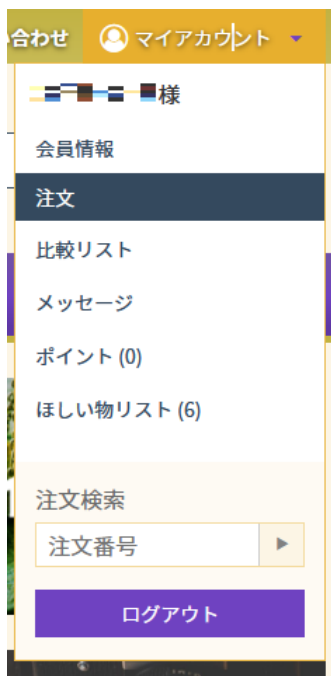 い合わせ マイアカウント
様
会員情報
注文
比較リスト
メッセージ
ポイント (0)
ほしい物リスト (6)
注文検索
注文番号
ログアウト